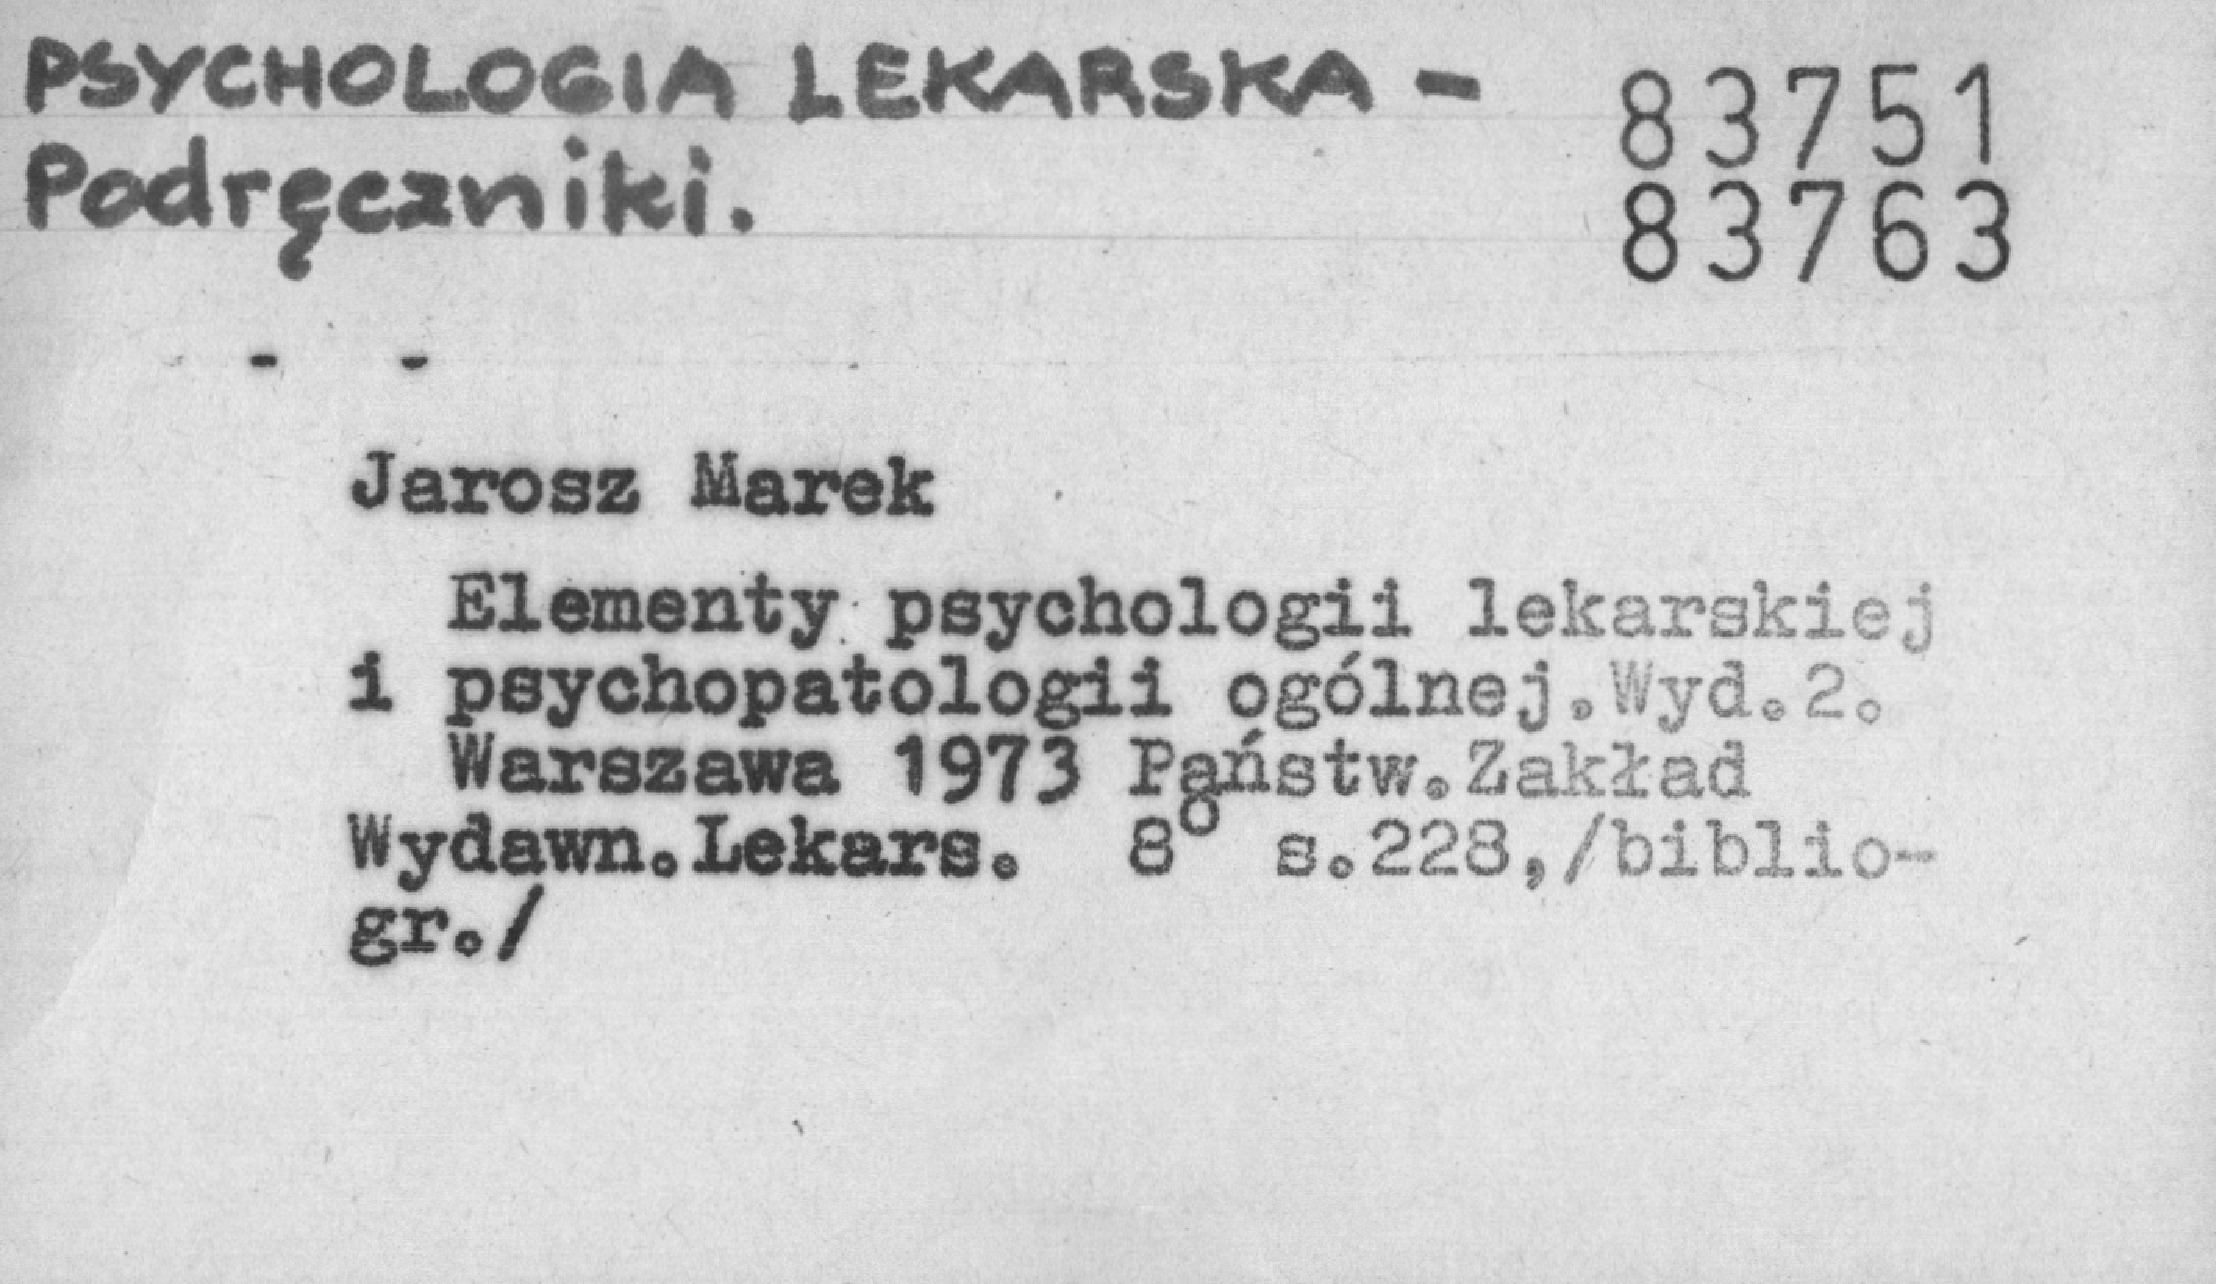 PSYCHOLOGIA LEKARSKA - 83751
Podręczniki. 83763
- -
Jarosz Marek
Elementy psychologii lekarskiej
i psychopatologii ogólnej.Wyd.2.
Warszawa 1973 Państw.Zakład
Wydawn.Lekars. 8° s.228,/biblio-
gr./